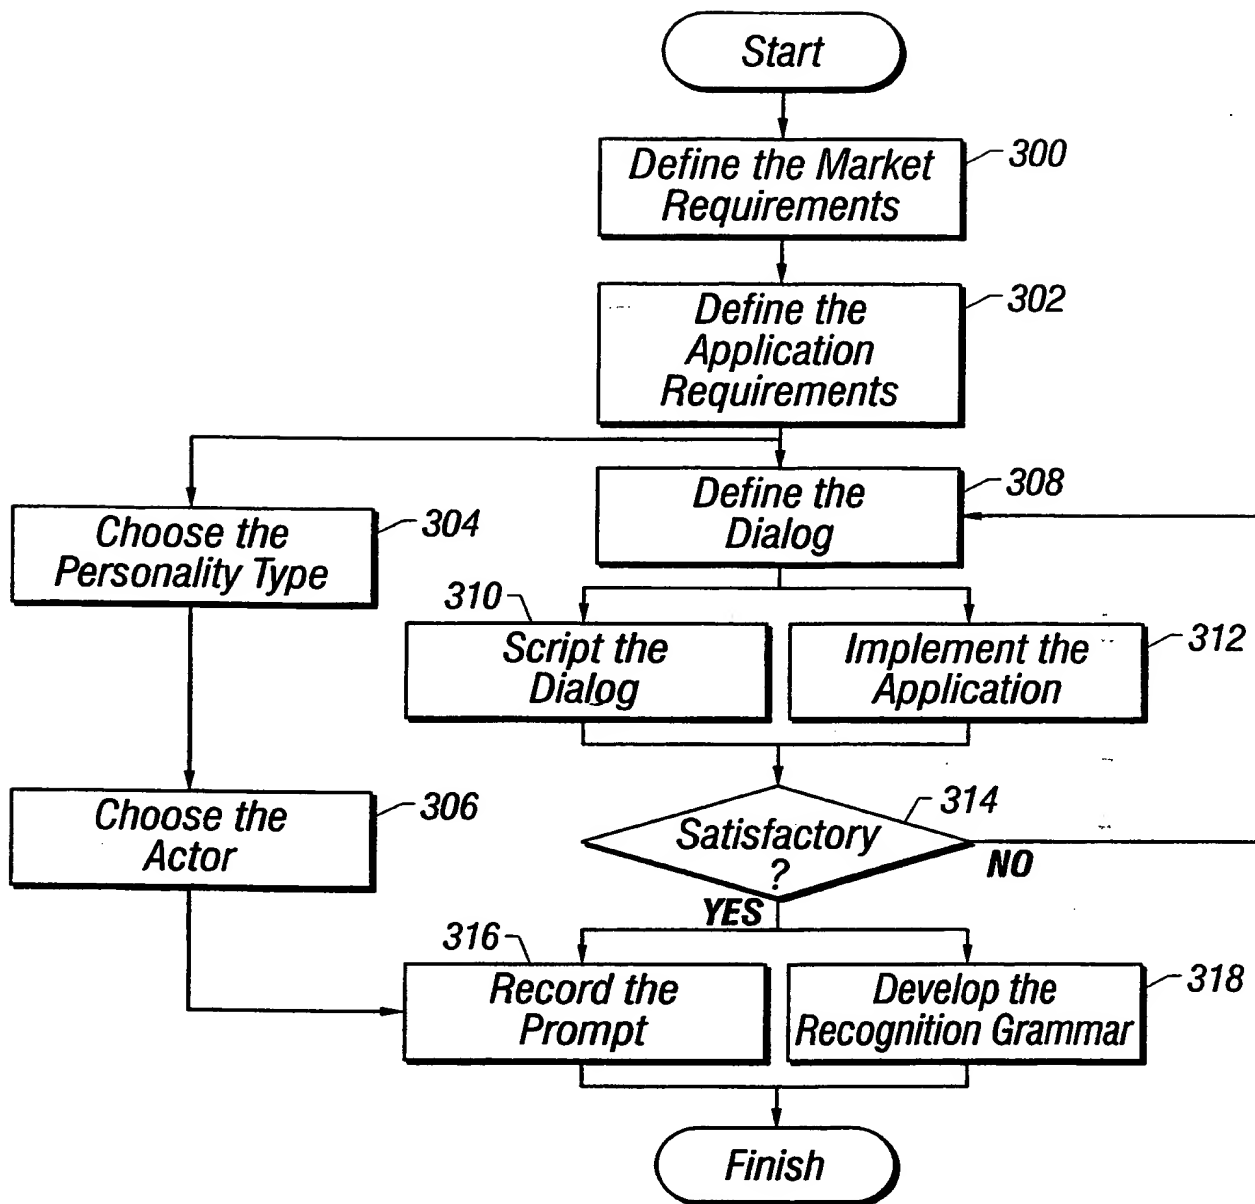 Start
Define the Market
Requirements
300
Define the
Application
Requirements
302
Define the
Dialog
308
Choose the
Personality Type
304
310
Script the
Dialog
Implement the
Application
312
Choose the
Actor
306
Satisfactory
?
314
NO
YES
316
Record the
Prompt
Develop the
Recognition Grammar
318
Finish